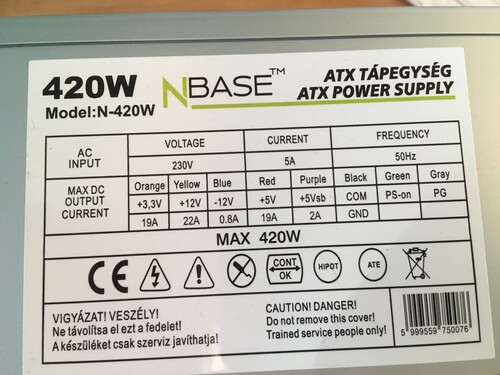 420W
NBASE™
ATX TÁPEGYSÉG
Model:N-420W
ATX POWER SUPPLY
AC INPUT VOLTAGE CURRENT FREQUENCY
230V 5A 50Hz
MAX DC OUTPUT CURRENT Orange Yellow Blue Red Purple Black Green Gray
+3,3V +12V -12V +5V +5Vsb COM PS-on PG
19A 22A 0.8A 19A 2A GND
MAX 420W
CE CONT OK HIPOT ATE
VIGYÁZAT! VESZÉLY!
Ne távolítsa el ezt a fedelet!
A készüléket csak szerviz javíthatja!
CAUTION! DANGER!
Do not remove this cover!
Trained service people only!
5 999559 750076